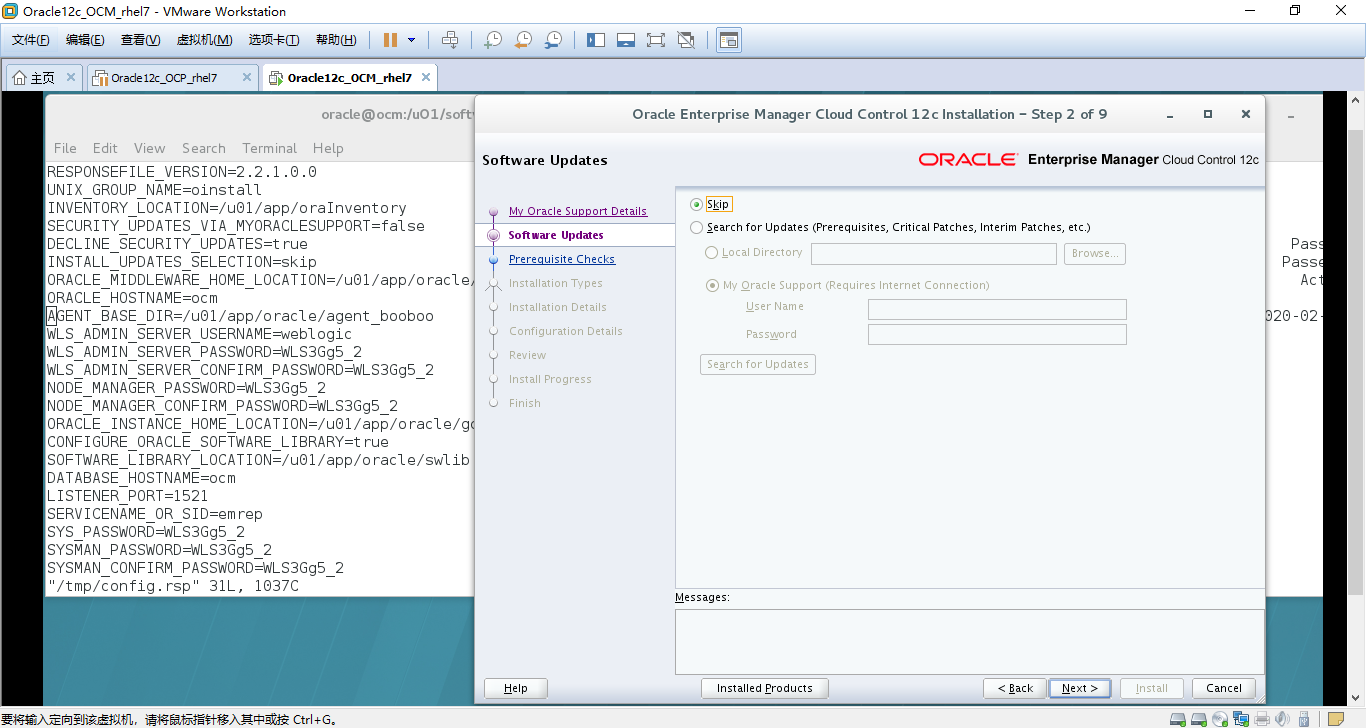 Oracle12c_OCM_rhel7 - VMware Workstation
文件(F) 编辑(E) 查看(V) 虚拟机(M) 选项卡(T) 帮助(H)
主页 Oracle12c_OCP_rhel7 Oracle12c_OCM_rhel7
oracle@ocm:/u01/softw
File Edit View Search Terminal Help
RESPONSEFILE_VERSION=2.2.1.0.0
UNIX_GROUP_NAME=oinstall
INVENTORY_LOCATION=/u01/app/oraInventory
SECURITY_UPDATES_VIA_MYORACLESUPPORT=false
DECLINE_SECURITY_UPDATES=true
INSTALL_UPDATES_SELECTION=skip
ORACLE_MIDDLEWARE_HOME_LOCATION=/u01/app/oracle/
ORACLE_HOSTNAME=ocm
AGENT_BASE_DIR=/u01/app/oracle/agent_booboo
WLS_ADMIN_SERVER_USERNAME=weblogic
WLS_ADMIN_SERVER_PASSWORD=WLS3Gg5_2
WLS_ADMIN_SERVER_CONFIRM_PASSWORD=WLS3Gg5_2
NODE_MANAGER_PASSWORD=WLS3Gg5_2
NODE_MANAGER_CONFIRM_PASSWORD=WLS3Gg5_2
ORACLE_INSTANCE_HOME_LOCATION=/u01/app/oracle/gc
CONFIGURE_ORACLE_SOFTWARE_LIBRARY=true
SOFTWARE_LIBRARY_LOCATION=/u01/app/oracle/swlib
DATABASE_HOSTNAME=ocm
LISTENER_PORT=1521
SERVICENAME_OR_SID=emrep
SYS_PASSWORD=WLS3Gg5_2
SYSMAN_PASSWORD=WLS3Gg5_2
SYSMAN_CONFIRM_PASSWORD=WLS3Gg5_2
"/tmp/config.rsp" 31L, 1037C
Oracle Enterprise Manager Cloud Control 12c Installation - Step 2 of 9
Software Updates
ORACLE Enterprise Manager Cloud Control 12c
My Oracle Support Details
Software Updates
Prerequisite Checks
Installation Types
Installation Details
Configuration Details
Review
Install Progress
Finish
Skip
Search for Updates (Prerequisites, Critical Patches, Interim Patches, etc.)
Local Directory Browse...
My Oracle Support (Requires Internet Connection)
User Name
Password
Search for Updates
Messages:
Help Installed Products < Back Next > Install Cancel
Pass
Passe
Act
020-02-
要将输入定向到该虚拟机，请将鼠标指针移入其中或按 Ctrl+G。